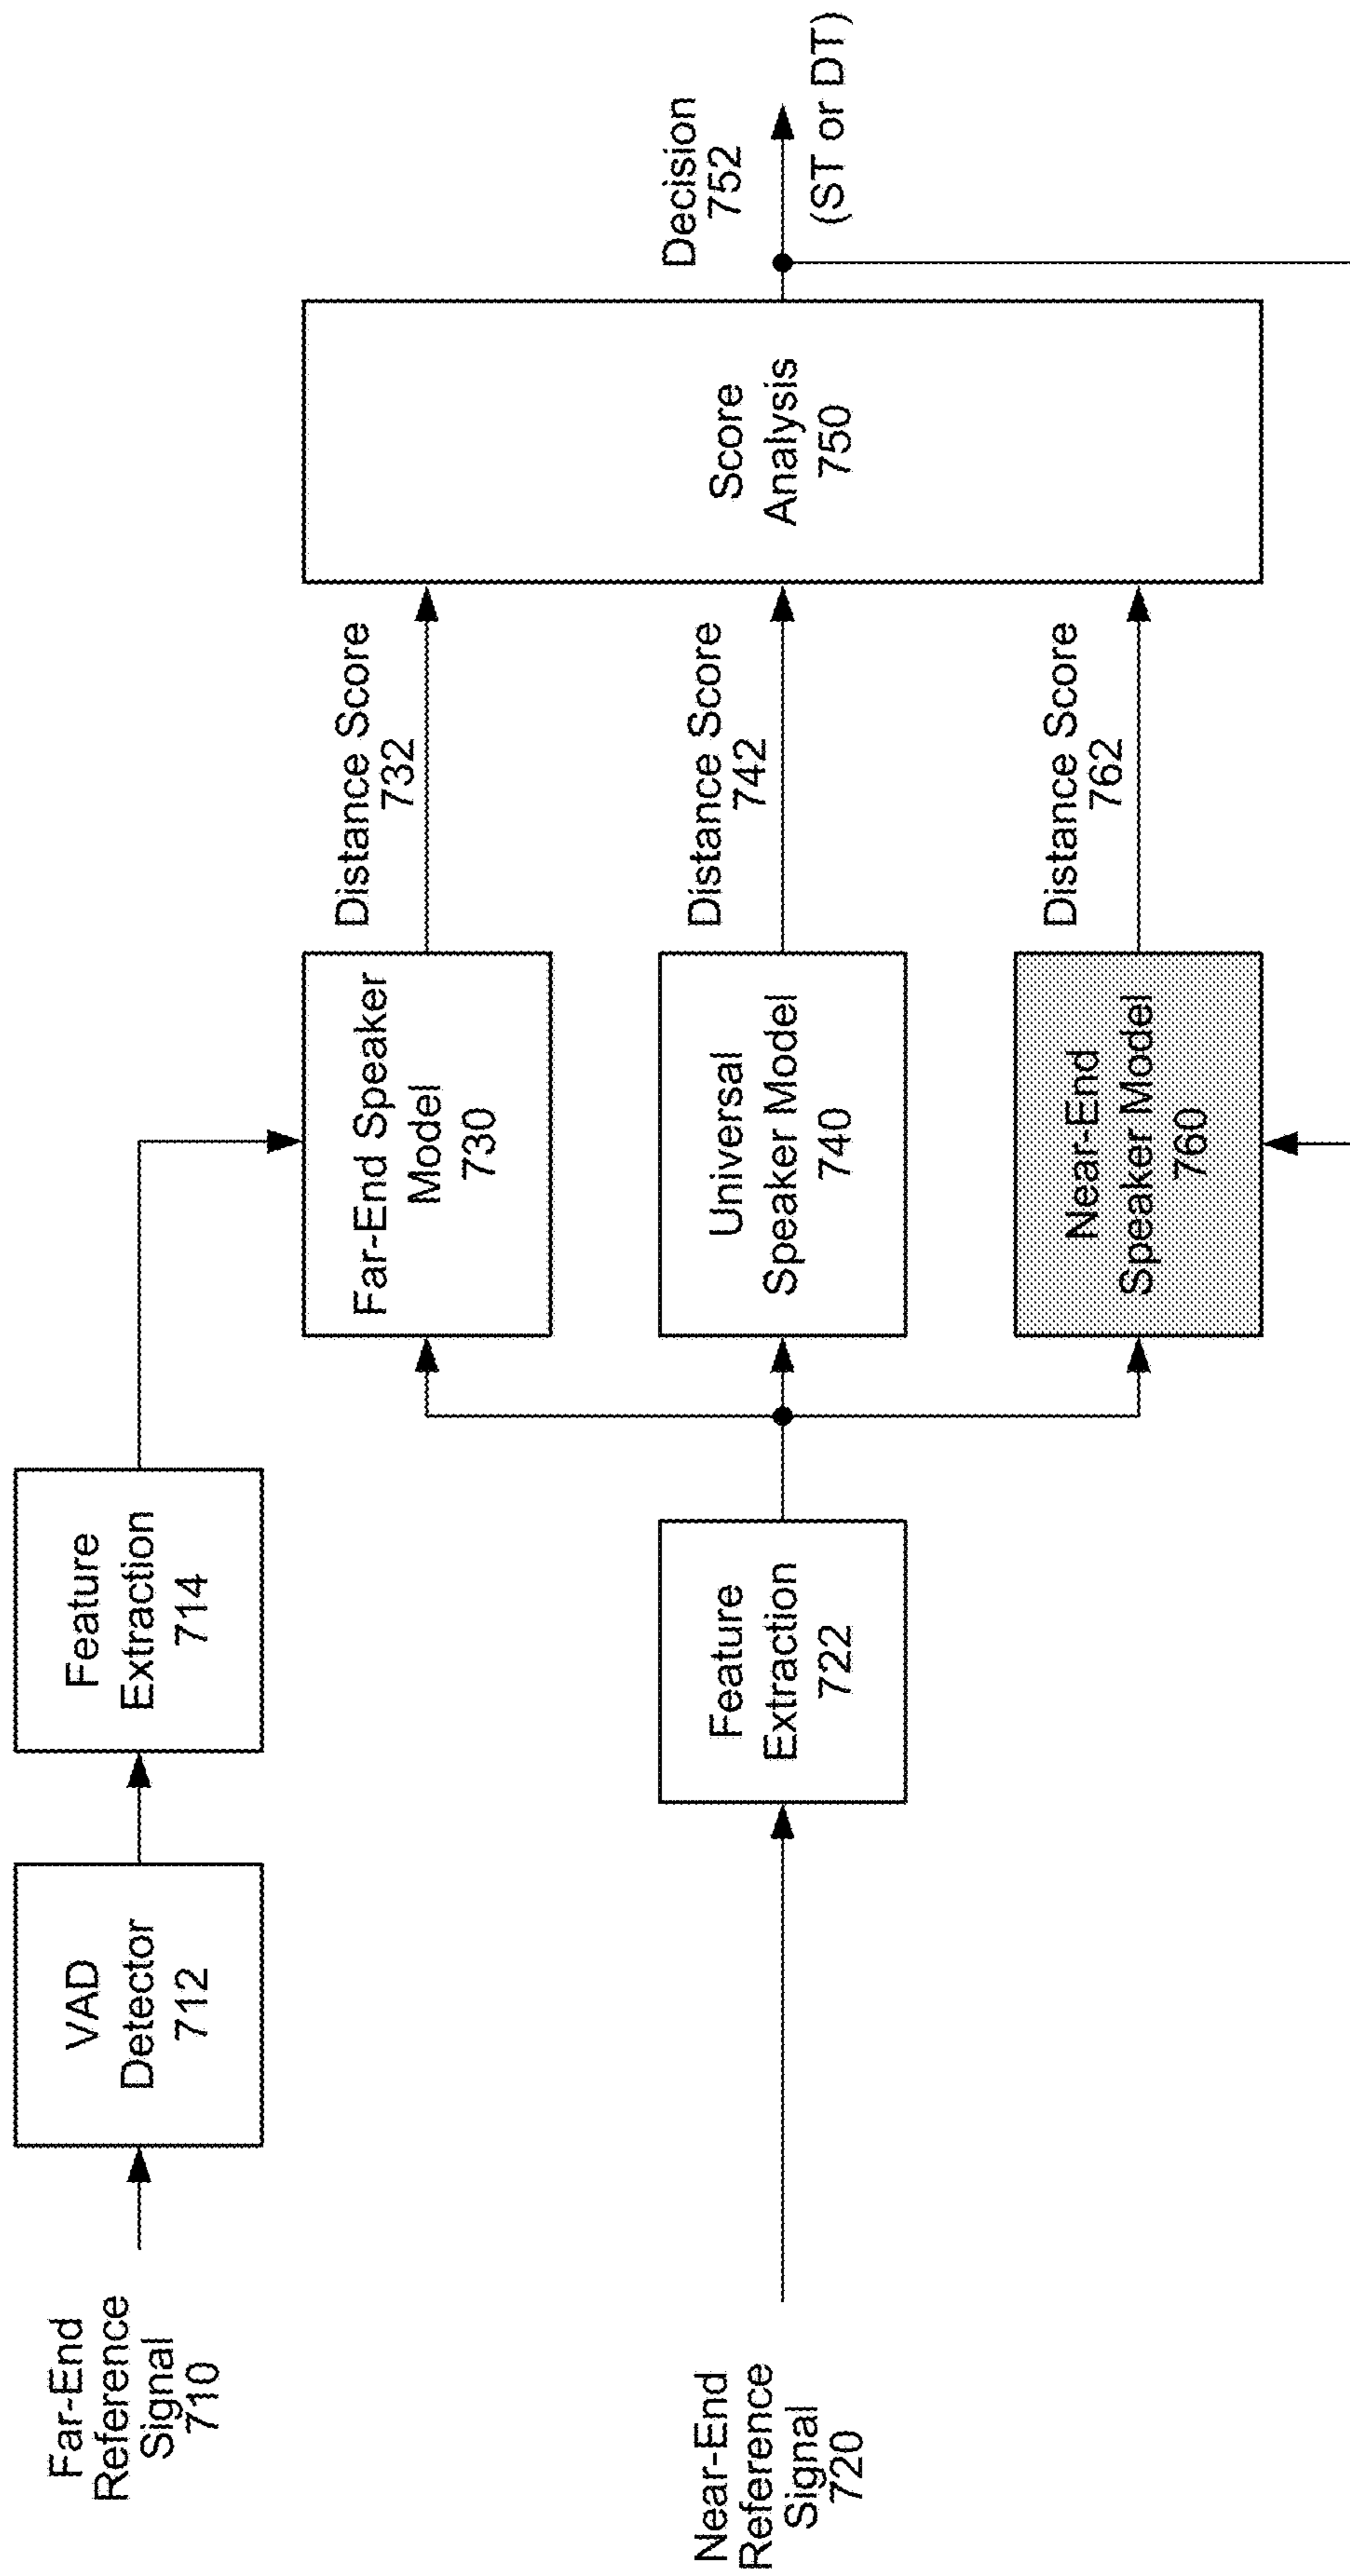 Far-End
Reference
Signal
710
VAD
Detector
712
Feature
Extraction
714
Near-End
Reference
Signal
720
Feature
Extraction
722
Far-End Speaker
Model
730
Universal
Speaker Model
740
Near-End
Speaker Model
760
Distance Score
732
Distance Score
742
Distance Score
762
Score
Analysis
750
Decision
752
(ST or DT)